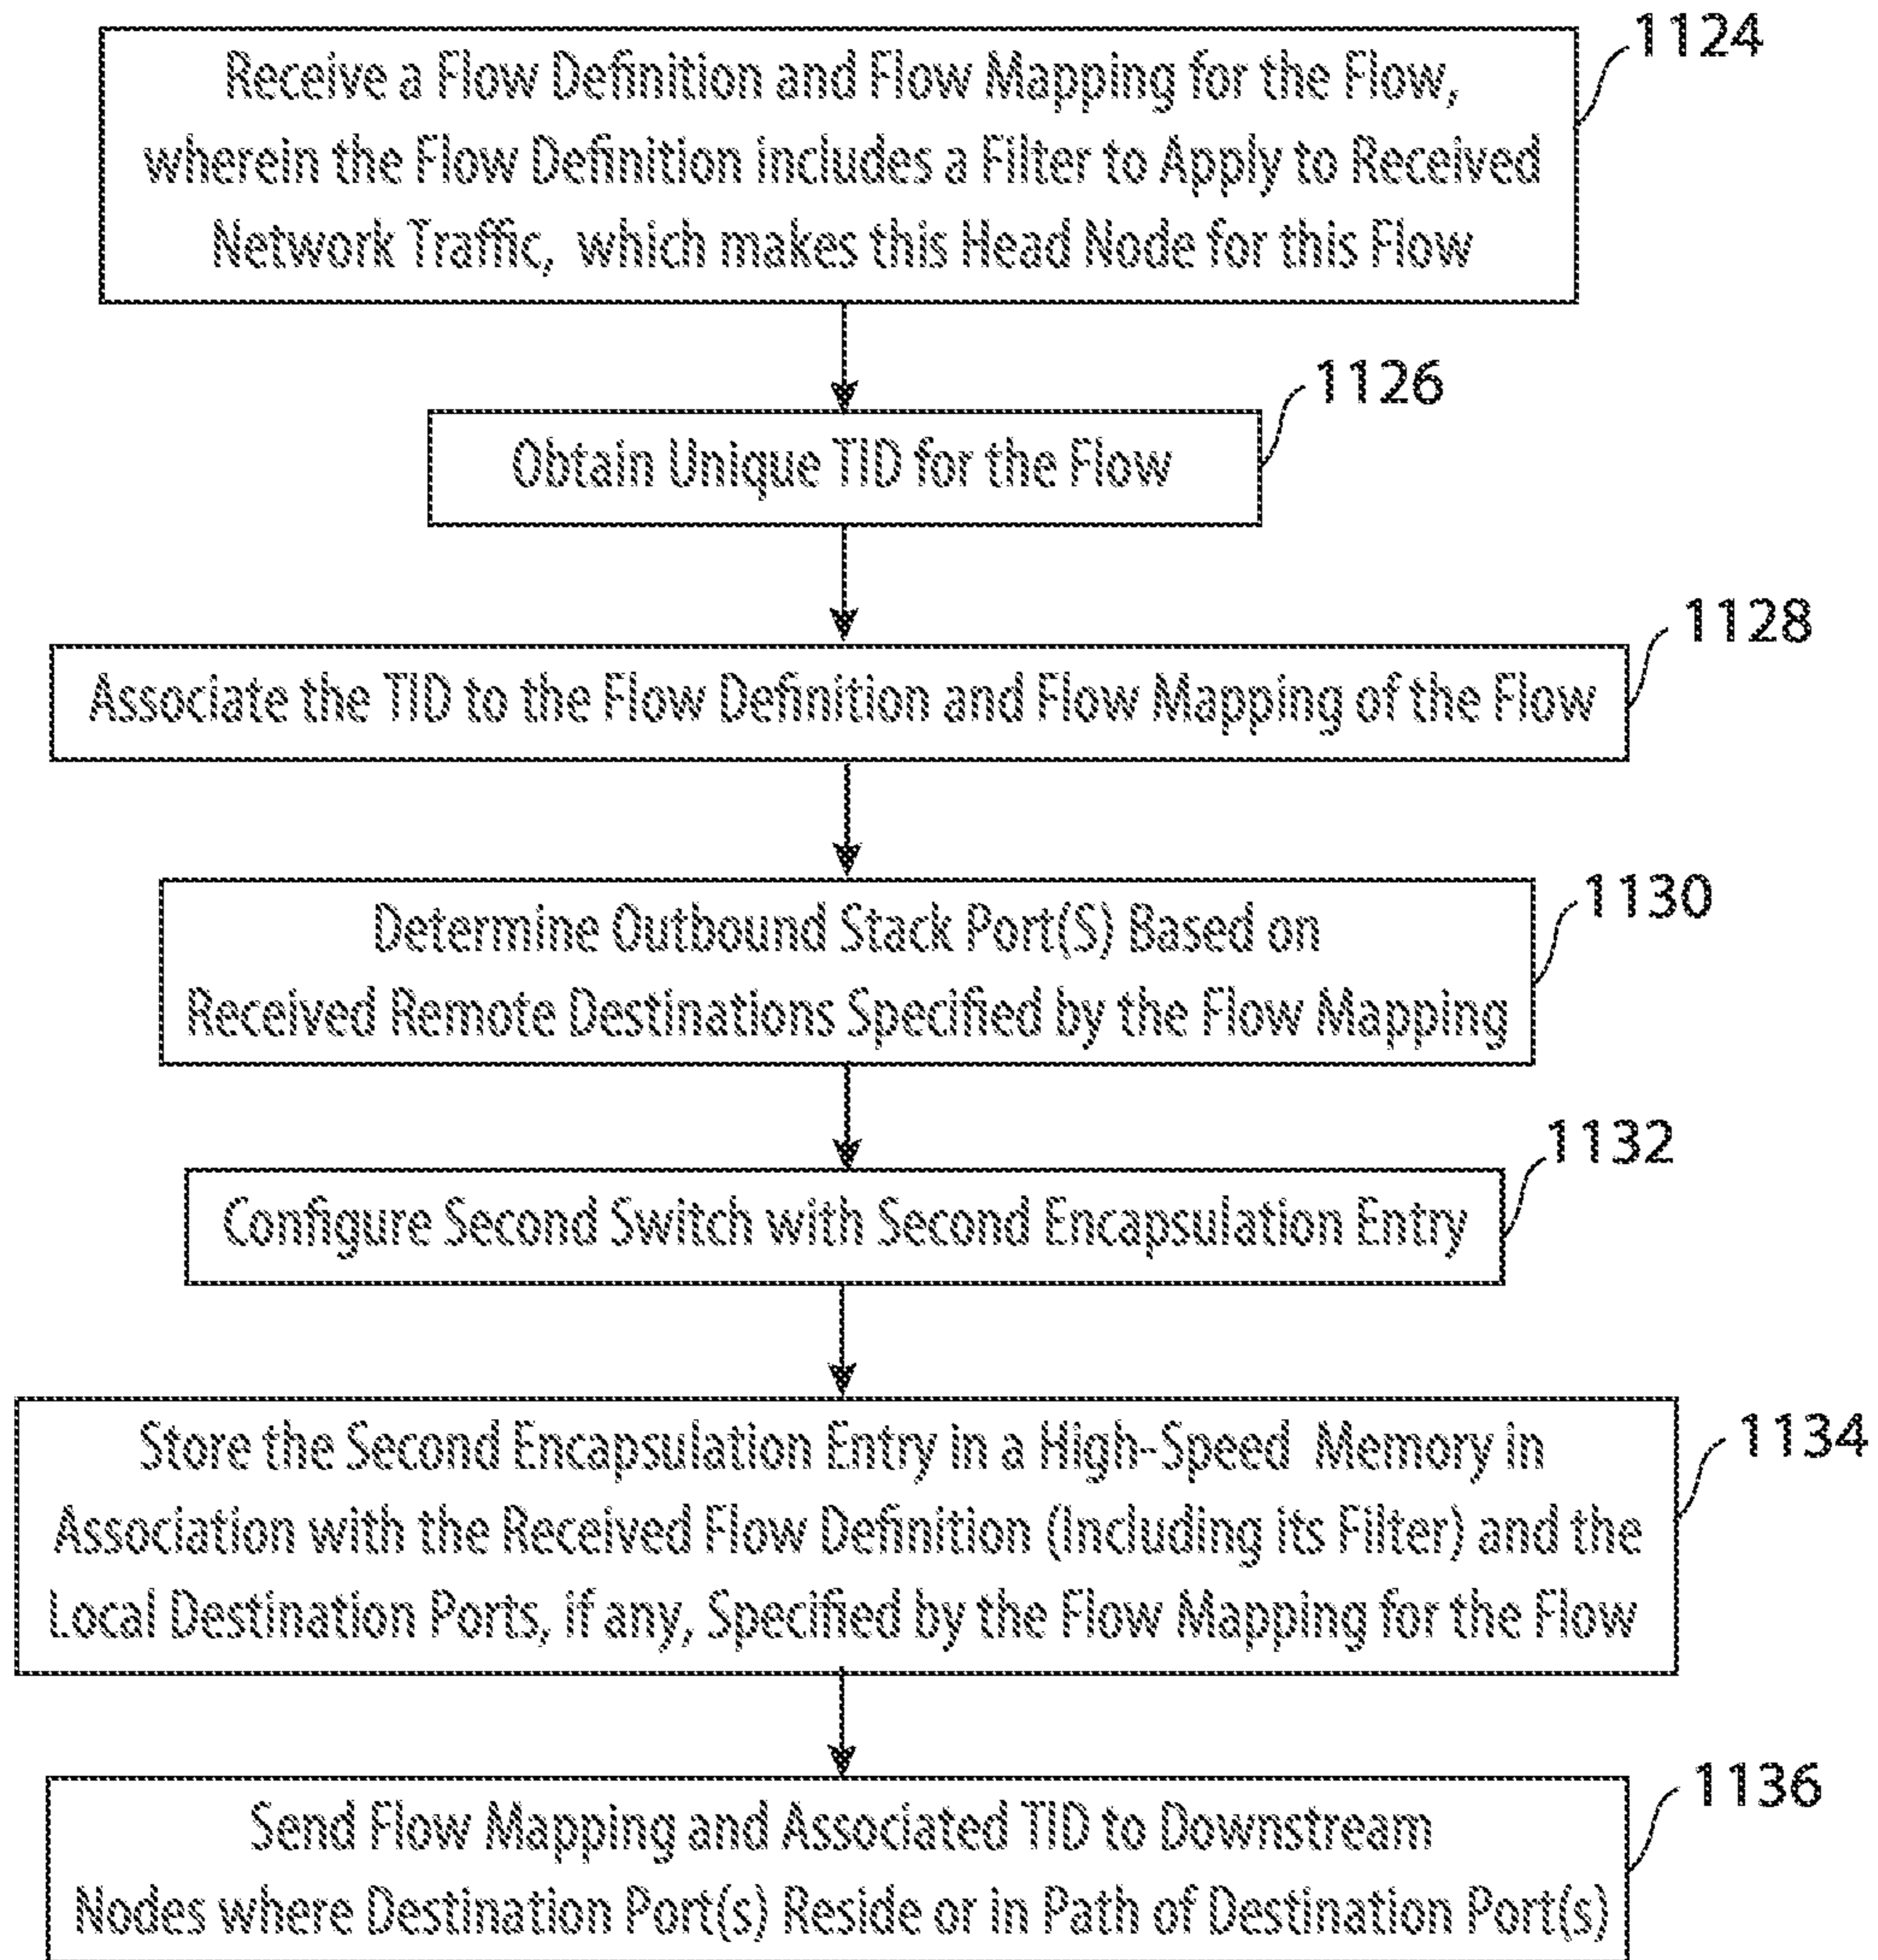 1124
Receive a Flow Definition and Flow Mapping for the Flow,
wherein the Flow Definition includes a Filter to Apply to Received
Network Traffic, which makes this Head Node for this Flow
1126
Obtain Unique TID for the Flow
1128
Associate the TID to the Flow Definition and Flow Mapping of the Flow
1130
Determine Outbound Stack Port(S) Based on
Received Remote Destinations Specified by the Flow Mapping
1132
Configure Second Switch with Second Encapsulation Entry
1134
Store the Second Encapsulation Entry in a High-Speed Memory in
Association with the Received Flow Definition (Including its Filter) and the
Local Destination Ports, if any, Specified by the Flow Mapping for the Flow
1136
Send Flow Mapping and Associated TID to Downstream
Nodes where Destination Port(s) Reside or in Path of Destination Port(s)